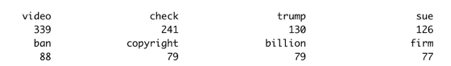 video check trump sue
339 241 130 126
ban copyright billion firm
88 79 79 77